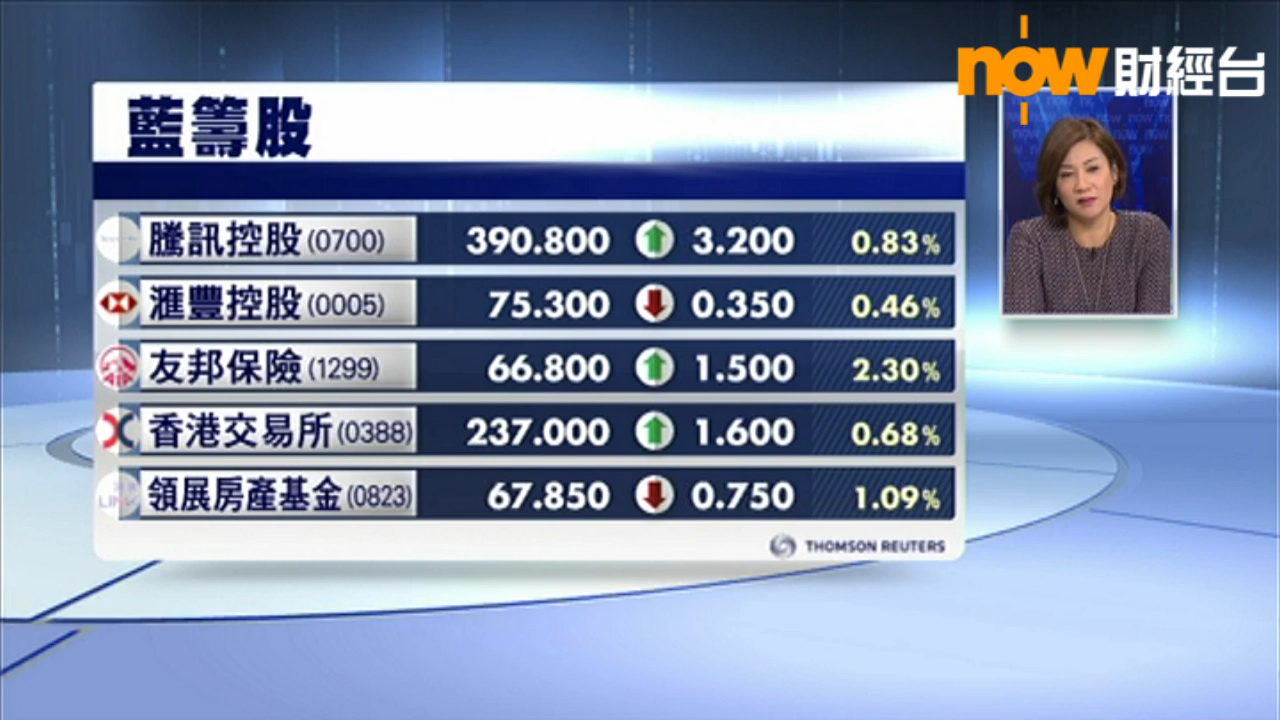 now 財經台
藍籌股
騰訊控股 (0700) 390.800 3.200 0.83%
滙豐控股 (0005) 75.300 0.350 0.46%
友邦保險 (1299) 66.800 1.500 2.30%
香港交易所 (0388) 237.000 1.600 0.68%
領展房產基金 (0823) 67.850 0.750 1.09%
THOMSON REUTERS